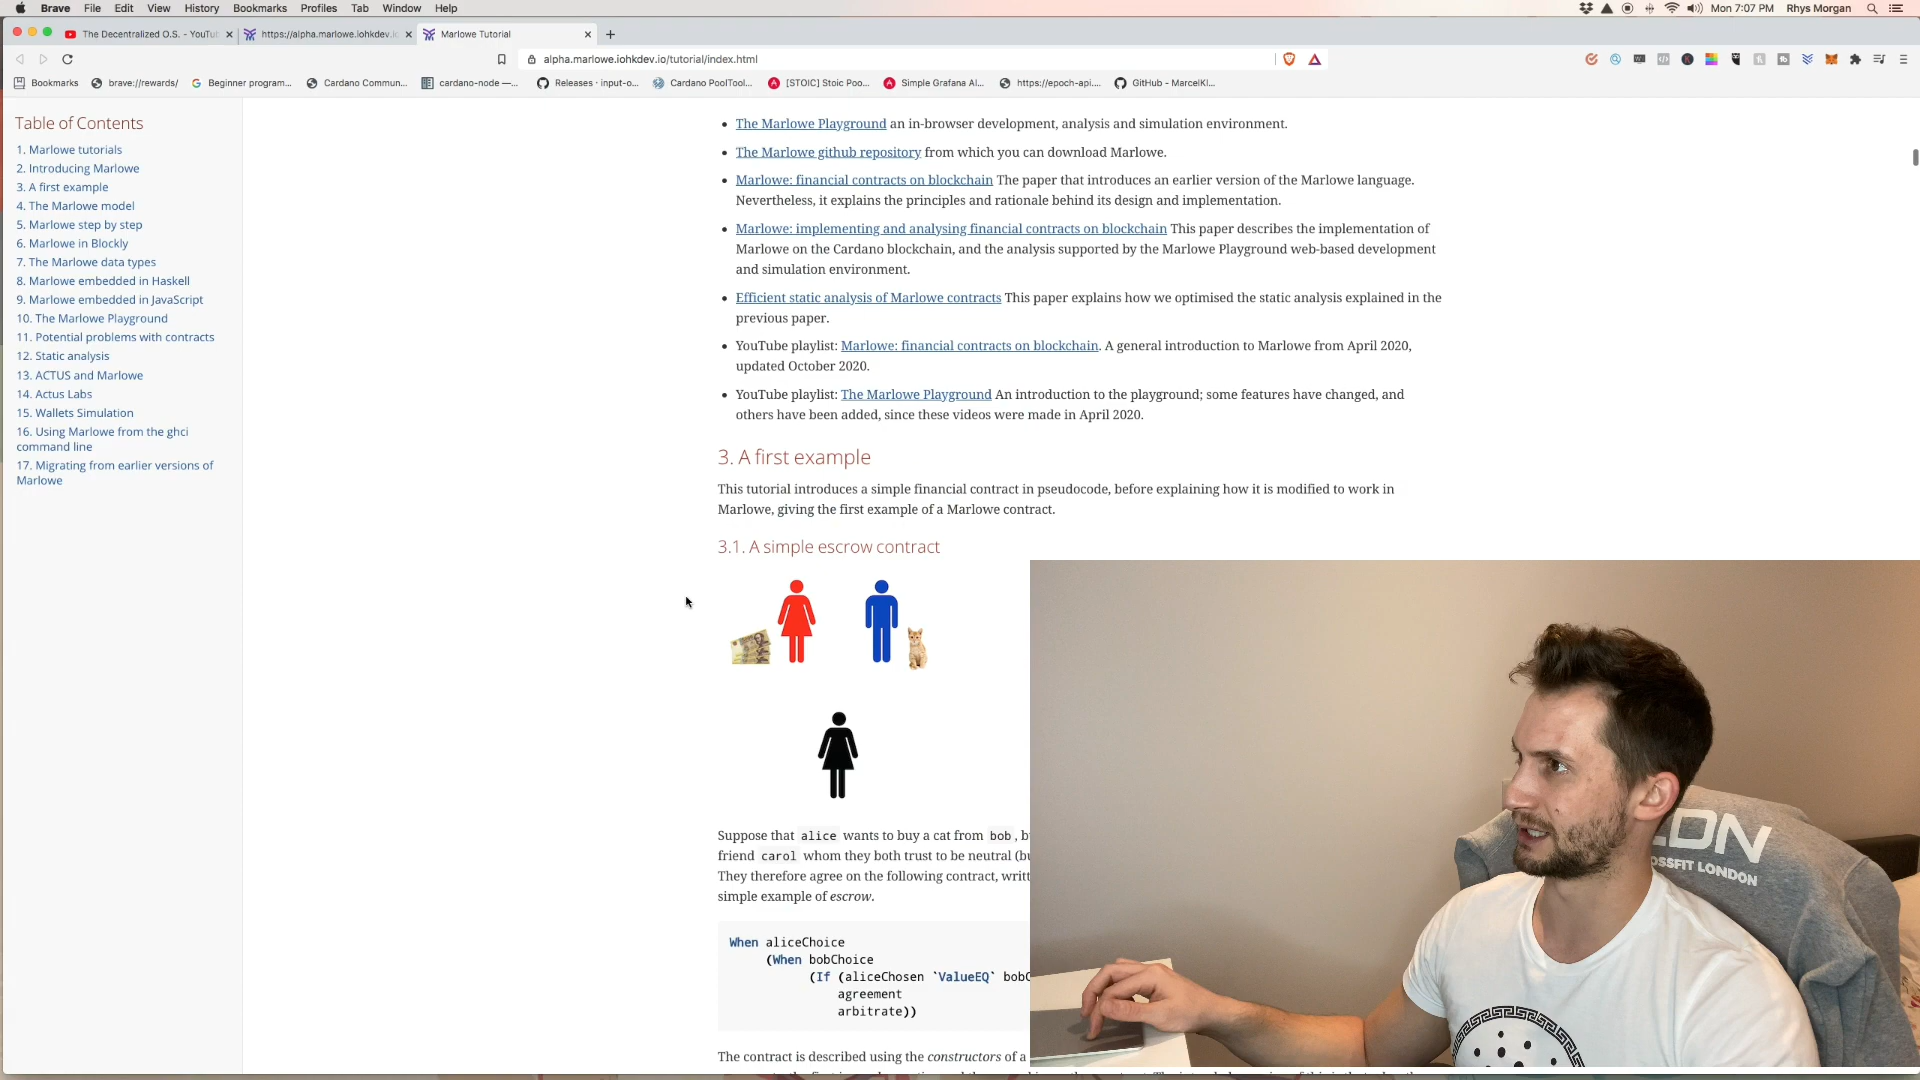 Brave File Edit View History Bookmarks Profiles Tab Window Help Mon 7:07 PM Rhys Morgan
The Decentralized O.S. - YouTu https://alpha.marlowe.iohkdev.i Marlowe Tutorial
alpha.marlowe.iohkdev.io/tutorial/index.html
Bookmarks brave://rewards/ Beginner program... Cardano Commun... cardano-node —... Releases · input-o... Cardano PoolTool... [STOIC] Stoic Poo... Simple Grafana Al... https://epoch-api.... GitHub - MarcelKl...
Table of Contents
1. Marlowe tutorials
2. Introducing Marlowe
3. A first example
4. The Marlowe model
5. Marlowe step by step
6. Marlowe in Blockly
7. The Marlowe data types
8. Marlowe embedded in Haskell
9. Marlowe embedded in JavaScript
10. The Marlowe Playground
11. Potential problems with contracts
12. Static analysis
13. ACTUS and Marlowe
14. Actus Labs
15. Wallets Simulation
16. Using Marlowe from the ghci
command line
17. Migrating from earlier versions of
Marlowe
• The Marlowe Playground an in-browser development, analysis and simulation environment.
• The Marlowe github repository from which you can download Marlowe.
• Marlowe: financial contracts on blockchain The paper that introduces an earlier version of the Marlowe language.
Nevertheless, it explains the principles and rationale behind its design and implementation.
• Marlowe: implementing and analysing financial contracts on blockchain This paper describes the implementation of
Marlowe on the Cardano blockchain, and the analysis supported by the Marlowe Playground web-based development
and simulation environment.
• Efficient static analysis of Marlowe contracts This paper explains how we optimised the static analysis explained in the
previous paper.
• YouTube playlist: Marlowe: financial contracts on blockchain. A general introduction to Marlowe from April 2020,
updated October 2020.
• YouTube playlist: The Marlowe Playground An introduction to the playground; some features have changed, and
others have been added, since these videos were made in April 2020.
3. A first example
This tutorial introduces a simple financial contract in pseudocode, before explaining how it is modified to work in
Marlowe, giving the first example of a Marlowe contract.
3.1. A simple escrow contract
Suppose that alice wants to buy a cat from bob, b
friend carol whom they both trust to be neutral (bu
They therefore agree on the following contract, writt
simple example of escrow.
When aliceChoice
(When bobChoice
(If (aliceChosen `ValueEQ` bobC
agreement
arbitrate))
The contract is described using the constructors of a
LDN
OSSFIT LONDON